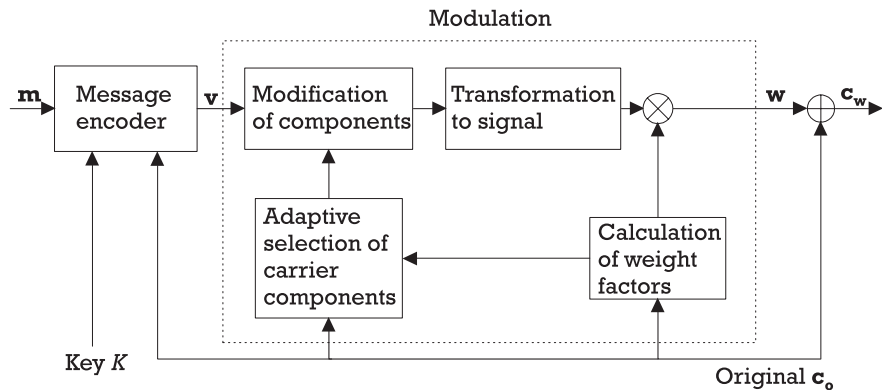 Modulation
m
Message
encoder
v
Modification
of components
Transformation
to signal
w
c_w
Adaptive
selection of
carrier
components
Calculation
of weight
factors
Key K
Original c_o